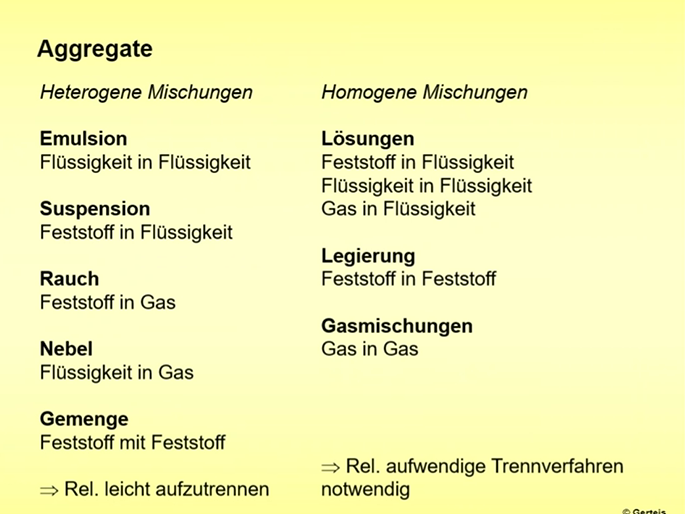 Aggregate
Heterogene Mischungen
Emulsion
Flüssigkeit in Flüssigkeit
Suspension
Feststoff in Flüssigkeit
Rauch
Feststoff in Gas
Nebel
Flüssigkeit in Gas
Gemenge
Feststoff mit Feststoff
⇒ Rel. leicht aufzutrennen
Homogene Mischungen
Lösungen
Feststoff in Flüssigkeit
Flüssigkeit in Flüssigkeit
Gas in Flüssigkeit
Legierung
Feststoff in Feststoff
Gasmischungen
Gas in Gas
⇒ Rel. aufwendige Trennverfahren
notwendig
© Gerteis